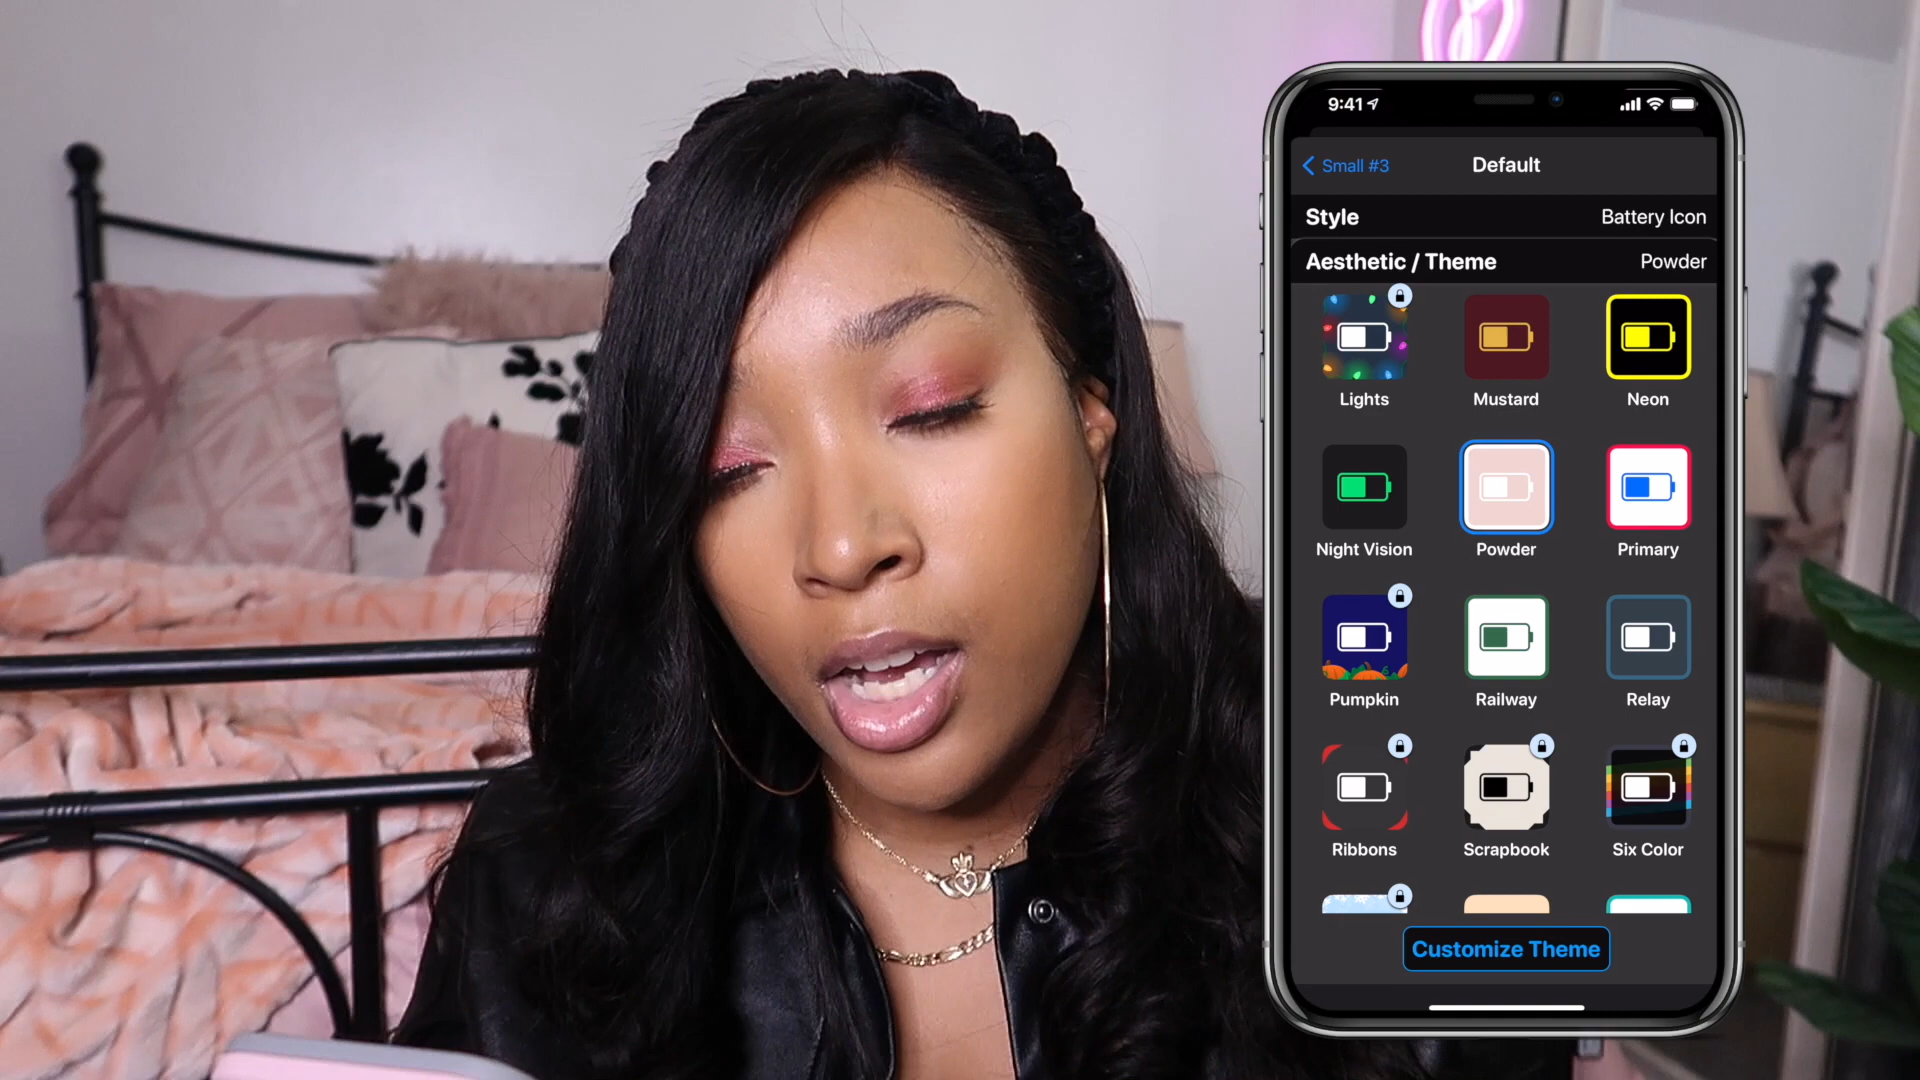 9:41
Small #3 Default
Style Battery Icon
Aesthetic / Theme Powder
Lights Mustard Neon
Night Vision Powder Primary
Pumpkin Railway Relay
Ribbons Scrapbook Six Color
Customize Theme